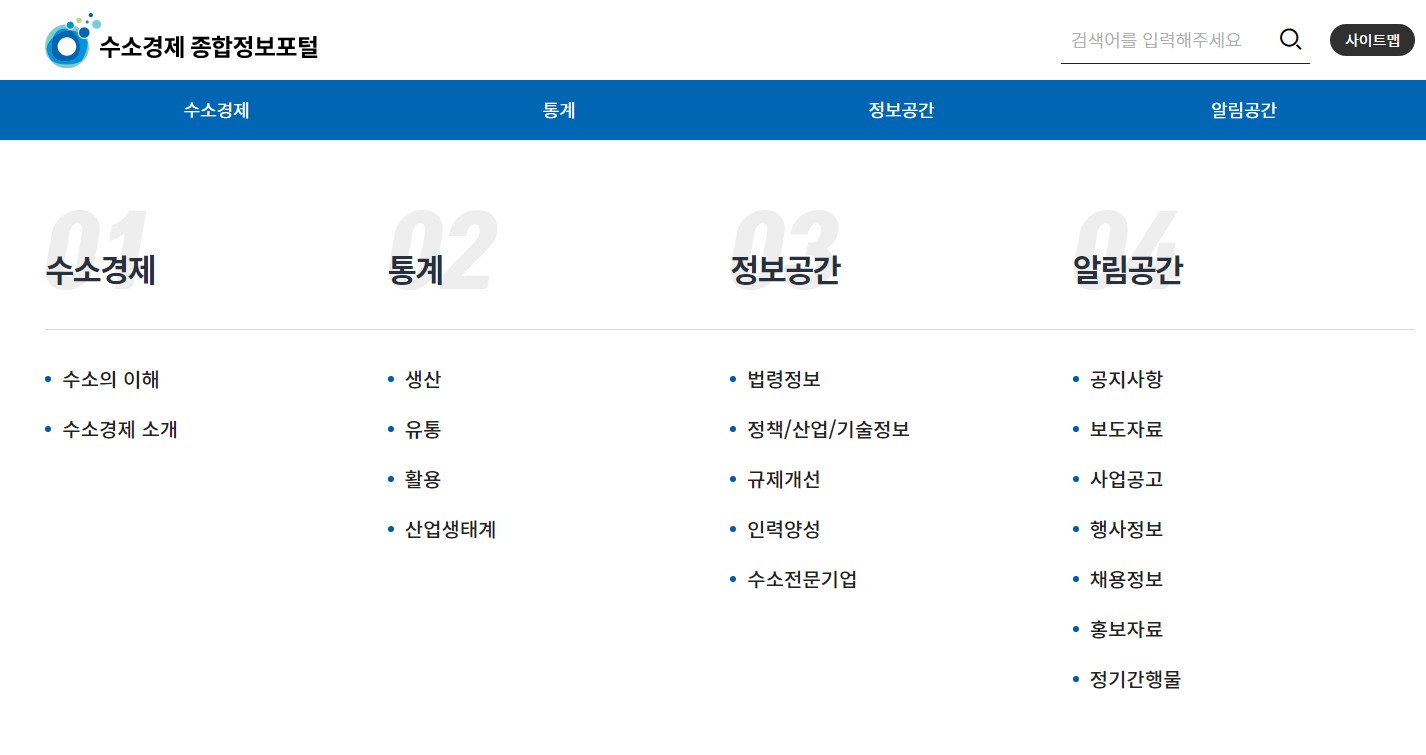 수소경제 종합정보포털
검색어를 입력해주세요
사이트맵
수소경제 통계 정보공간 알림공간
01
수소경제
수소의 이해
수소경제 소개
02
통계
생산
유통
활용
산업생태계
03
정보공간
법령정보
정책/산업/기술정보
규제개선
인력양성
수소전문기업
04
알림공간
공지사항
보도자료
사업공고
행사정보
채용정보
홍보자료
정기간행물